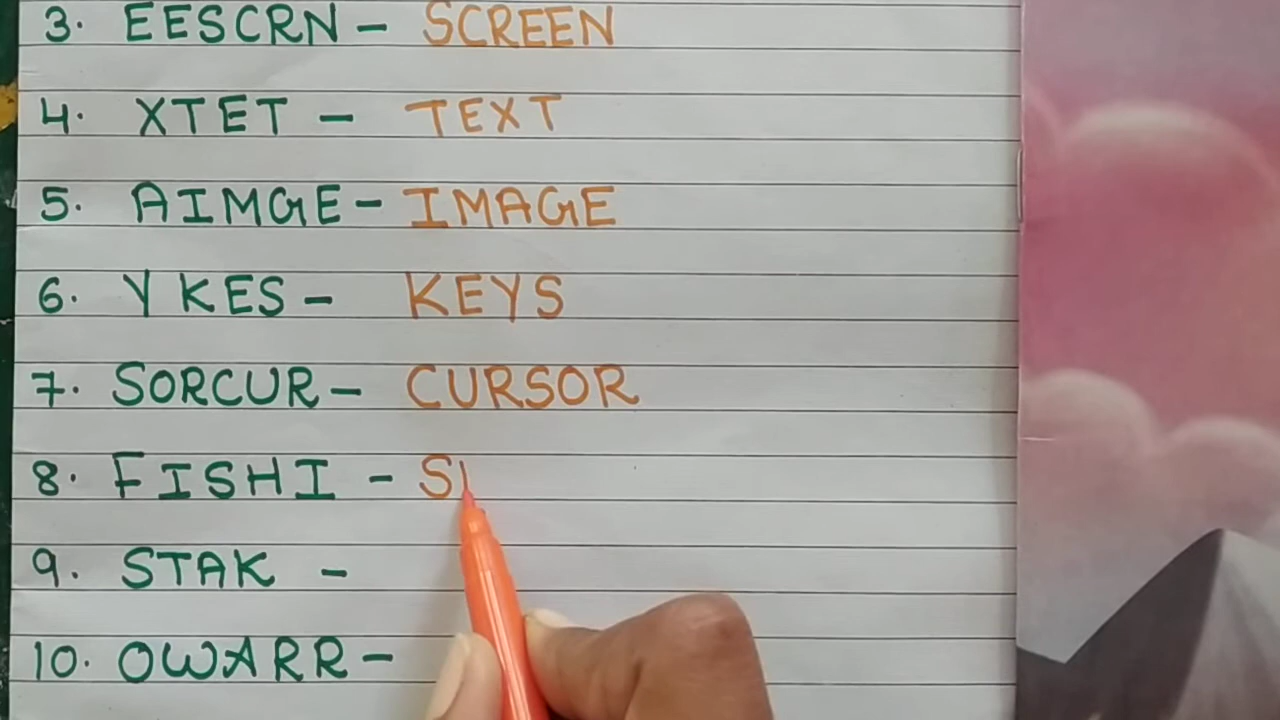 3. EESCRN - SCREEN
4. XTET - TEXT
5. AIMGE - IMAGE
6. YKES - KEYS
7. SORCUR - CURSOR
8. FISHI - S
9. STAK -
10. OWARR -